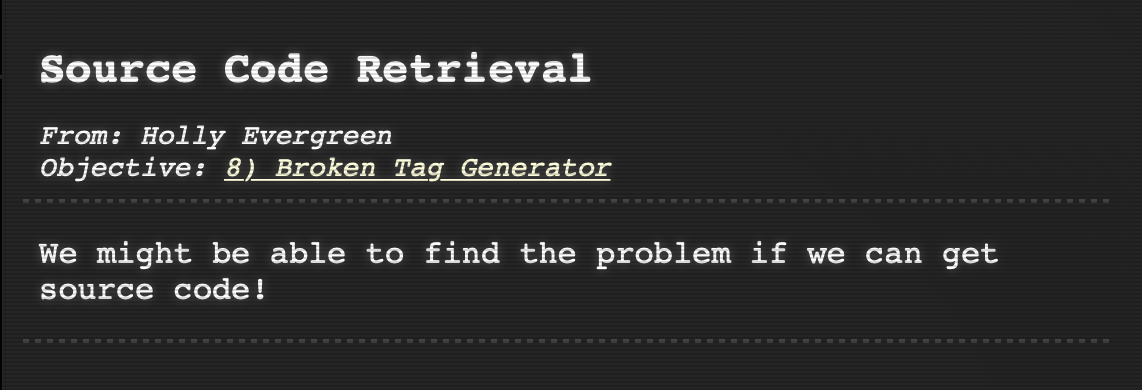 Source Code Retrieval
From: Holly Evergreen
Objective: 8) Broken Tag Generator
We might be able to find the problem if we can get
source code!